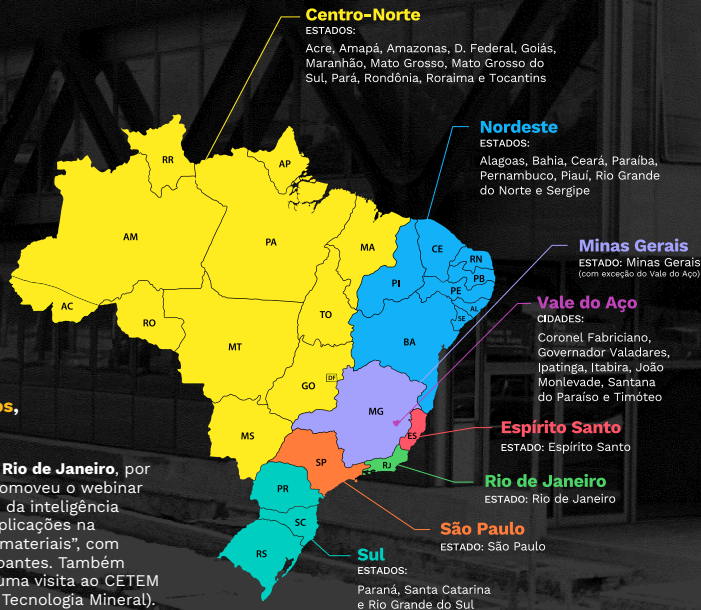 Centro-Norte
ESTADOS:
Acre, Amapá, Amazonas, D. Federal, Goiás,
Maranhão, Mato Grosso, Mato Grosso do
Sul, Pará, Rondônia, Roraima e Tocantins
Nordeste
ESTADOS:
Alagoas, Bahia, Ceará, Paraíba,
Pernambuco, Piauí, Rio Grande
do Norte e Sergipe
Minas Gerais
ESTADO: Minas Gerais
(com exceção do Vale do Aço)
Vale do Aço
CIDADES:
Coronel Fabriciano,
Governador Valadares,
Ipatinga, Itabira, João
Monlevade, Santana
do Paraíso e Timóteo
Espírito Santo
ESTADO: Espírito Santo
Rio de Janeiro
ESTADO: Rio de Janeiro
São Paulo
ESTADO: São Paulo
Sul
ESTADOS:
Paraná, Santa Catarina
e Rio Grande do Sul
RR
AP
AM
PA
MA
CE
RN
PB
PE
AL
SE
PI
AC
RO
TO
BA
MT
GO
DF
MG
ES
MS
SP
RJ
PR
SC
RS
os,
Rio de Janeiro, por
omoveu o webinar
da inteligência
plicações na
materiais”, com
pantes. Também
uma visita ao CETEM
Tecnologia Mineral).